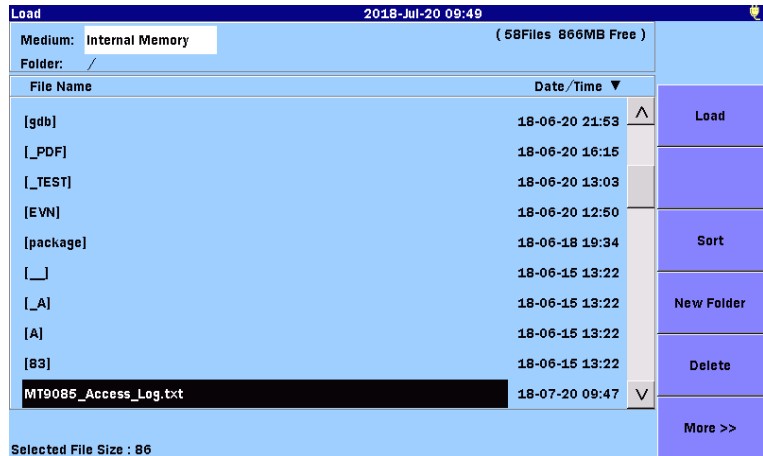 Load 2018-Jul-20 09:49
Medium: Internal Memory ( 58Files 866MB Free )
Folder: /
File Name Date/Time ▼
[gdb] 18-06-20 21:53
[_PDF] 18-06-20 16:15
[_TEST] 18-06-20 13:03
[EVN] 18-06-20 12:50
[package] 18-06-18 19:34
[__] 18-06-15 13:22
[_A] 18-06-15 13:22
[A] 18-06-15 13:22
[83] 18-06-15 13:22
MT9085_Access_Log.txt 18-07-20 09:47
Selected File Size : 86
Load
Sort
New Folder
Delete
More >>